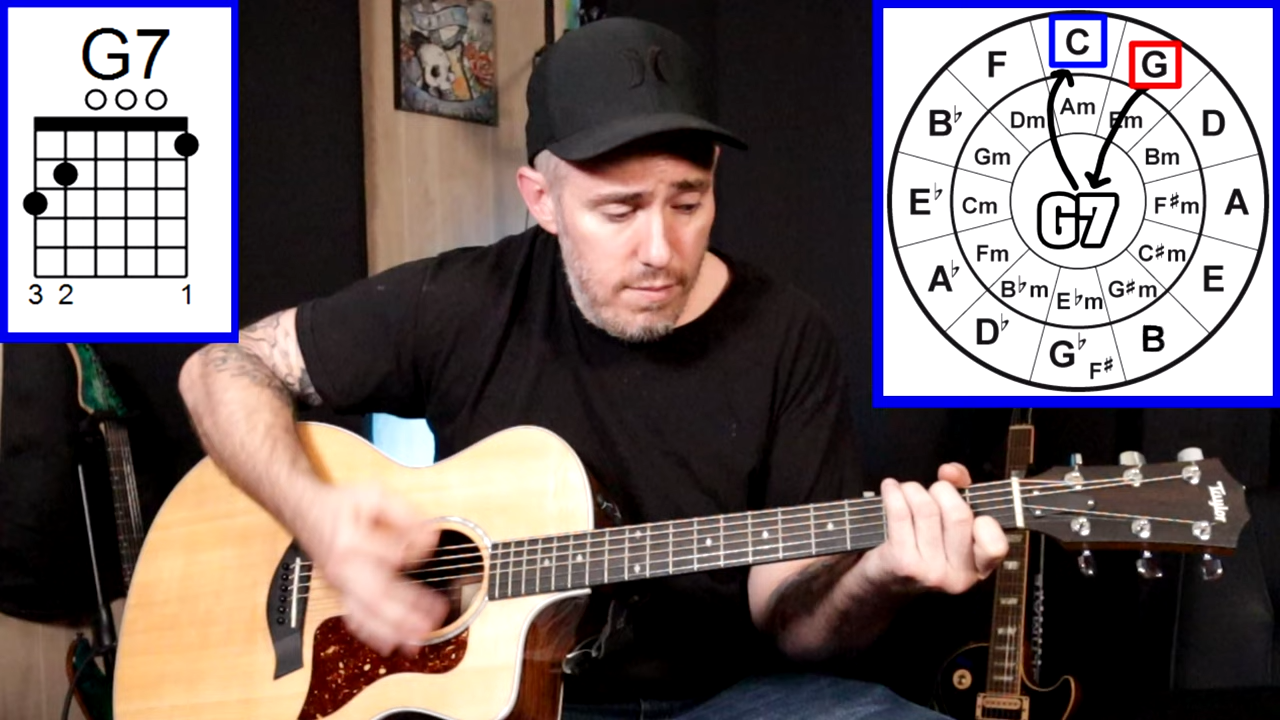 G7
3 2 1
C
F G
B♭ D
E♭ A
A♭ E
D♭ B
G♭ F#
Am
Dm Em
Gm Bm
Cm F#m
Fm C#m
B♭m G#m
E♭m
G7
Taylor